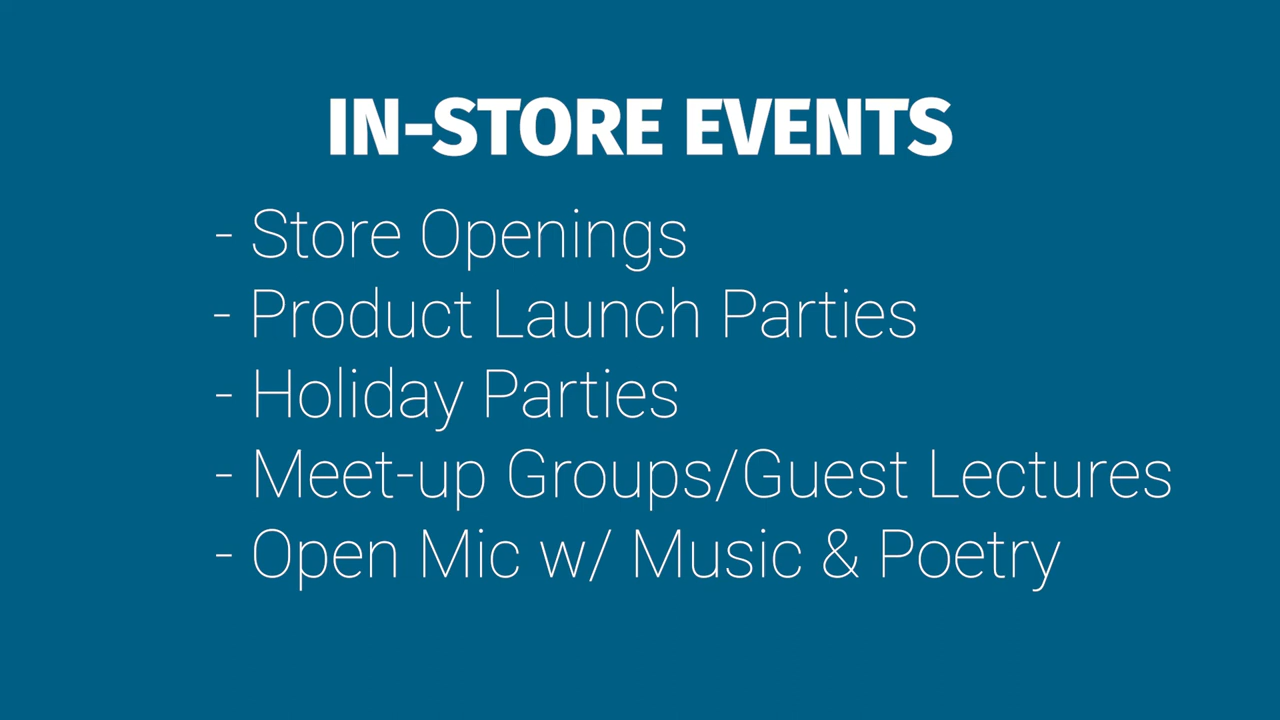 IN-STORE EVENTS
- Store Openings
- Product Launch Parties
- Holiday Parties
- Meet-up Groups/Guest Lectures
- Open Mic w/ Music & Poetry